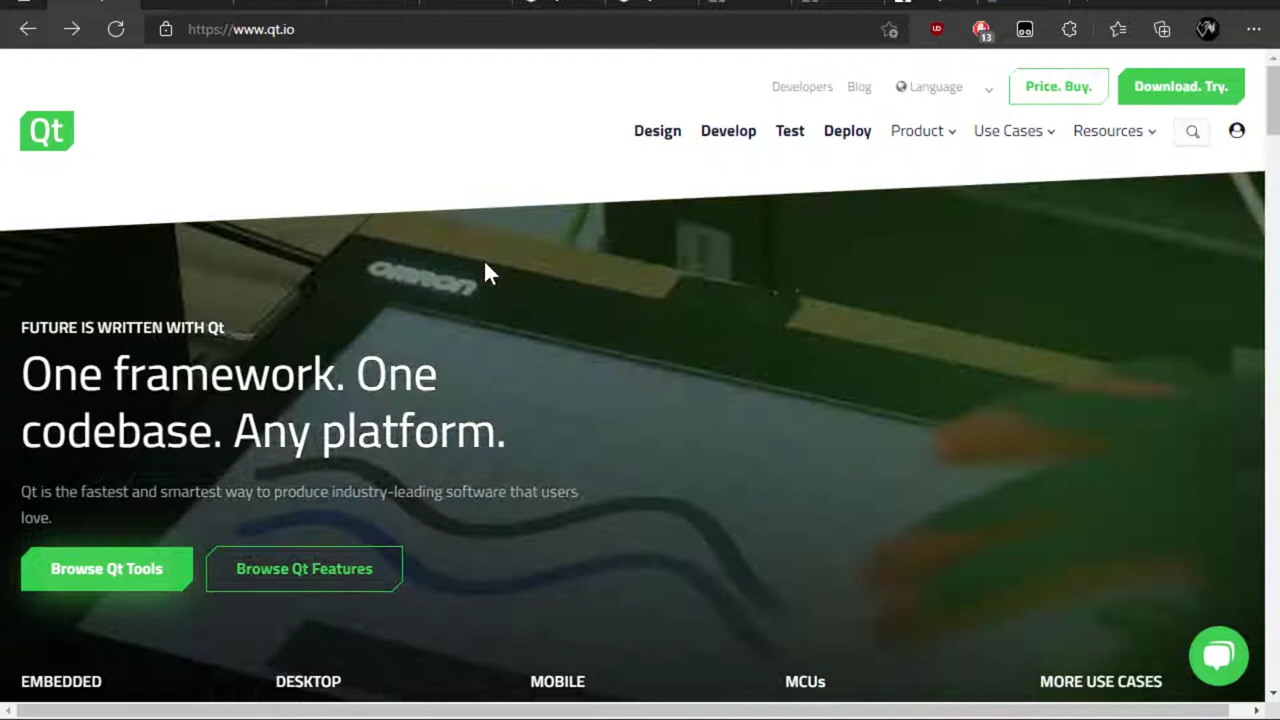 https://www.qt.io
13
Developers Blog Language Price. Buy. Download. Try.
Qt
Design Develop Test Deploy Product Use Cases Resources
OMRON
FUTURE IS WRITTEN WITH Qt
One framework. One
codebase. Any platform.
Qt is the fastest and smartest way to produce industry-leading software that users
love.
Browse Qt Tools Browse Qt Features
EMBEDDED DESKTOP MOBILE MCUs MORE USE CASES